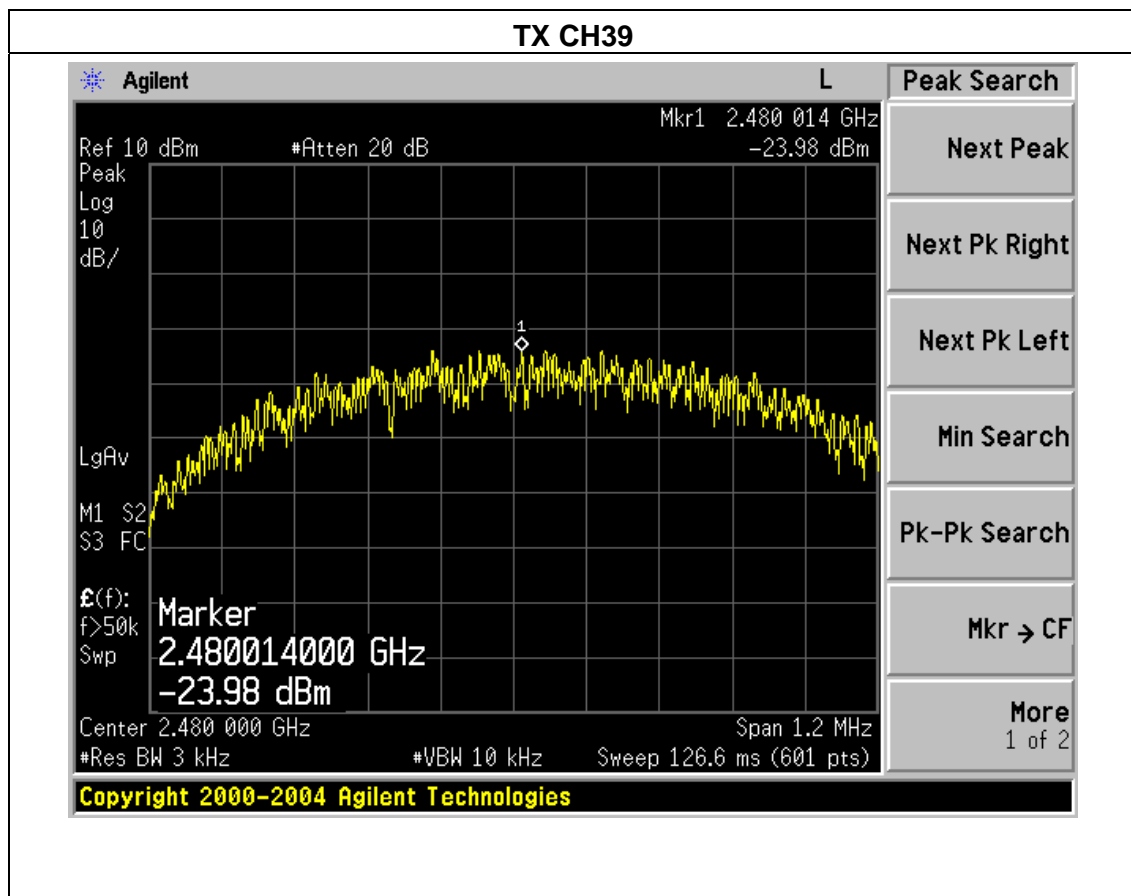 TX CH39
Agilent L Peak Search
Mkr1 2.480 014 GHz
Ref 10 dBm #Atten 20 dB -23.98 dBm
Peak
Log
10
dB/
1
LgAv
M1 S2
S3 FC
£(f):
f>50k
Swp
Marker
2.480014000 GHz
-23.98 dBm
Center 2.480 000 GHz Span 1.2 MHz
#Res BW 3 kHz #VBW 10 kHz Sweep 126.6 ms (601 pts)
Next Peak
Next Pk Right
Next Pk Left
Min Search
Pk-Pk Search
Mkr → CF
More
1 of 2
Copyright 2000-2004 Agilent Technologies